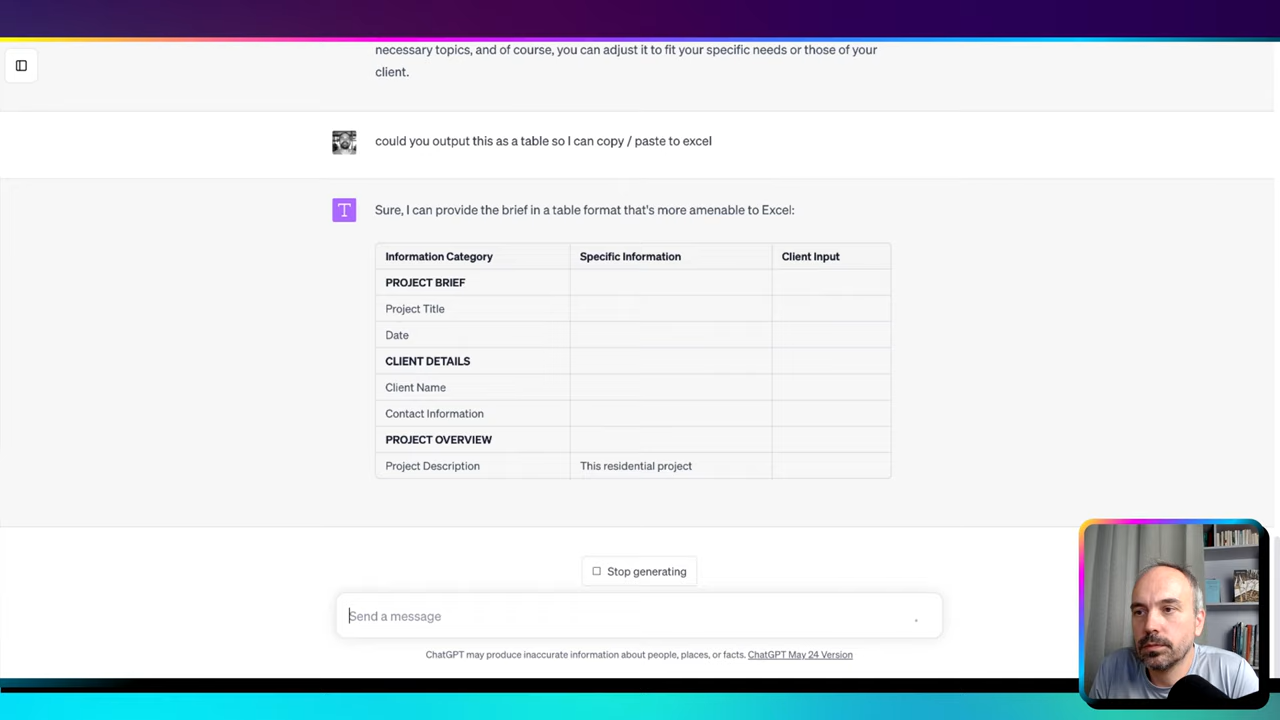 necessary topics, and of course, you can adjust it to fit your specific needs or those of your
client.
could you output this as a table so I can copy / paste to excel
T
Sure, I can provide the brief in a table format that's more amenable to Excel:
Information Category Specific Information Client Input
PROJECT BRIEF
Project Title
Date
CLIENT DETAILS
Client Name
Contact Information
PROJECT OVERVIEW
Project Description This residential project
Stop generating
Send a message
ChatGPT may produce inaccurate information about people, places, or facts. ChatGPT May 24 Version